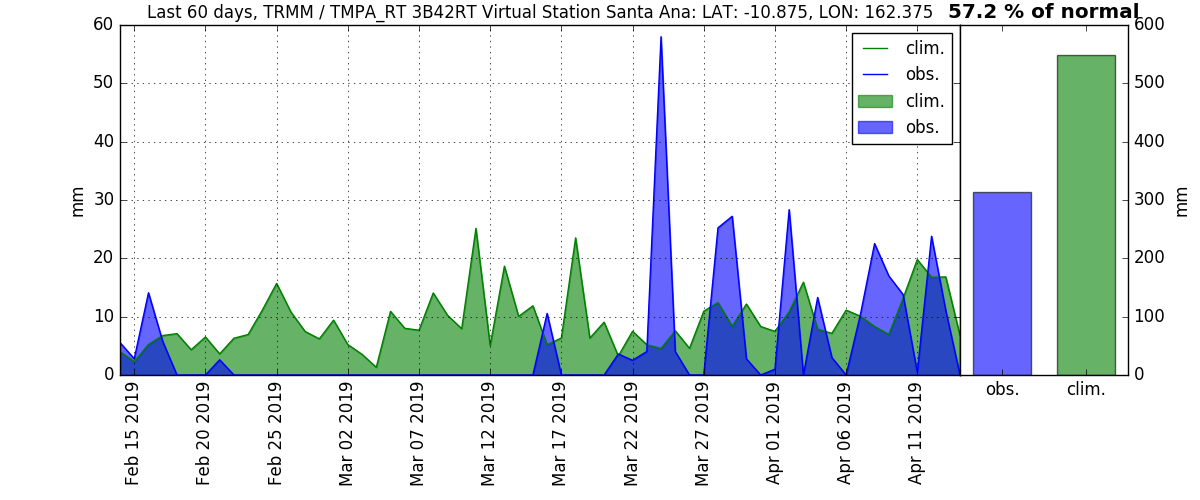 Last 60 days, TRMM / TMPA_RT 3B42RT Virtual Station Santa Ana: LAT: -10.875, LON: 162.375 57.2 % of normal
60
50
40
30
20
10
0
mm
clim.
obs.
clim.
obs.
600
500
400
300
200
100
0
mm
obs. clim.
Feb 15 2019
Feb 20 2019
Feb 25 2019
Mar 02 2019
Mar 07 2019
Mar 12 2019
Mar 17 2019
Mar 22 2019
Mar 27 2019
Apr 01 2019
Apr 06 2019
Apr 11 2019